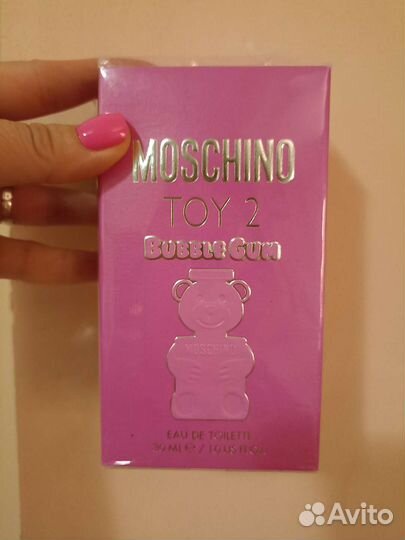 MOSCHINO
TOY 2
BUBBLE GUM
MOSCHINO
EAU DE TOILETTE
30 ML ℮ / 1.0 US FL.OZ.
Avito